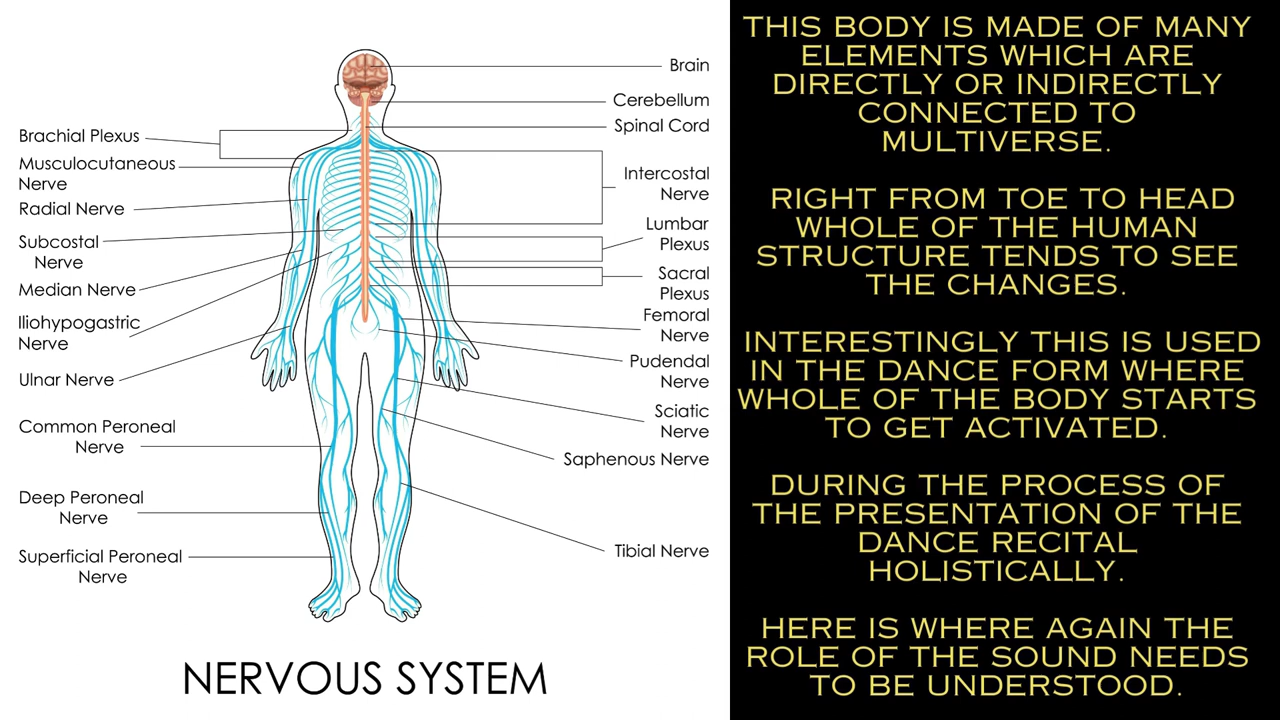 Brain
Cerebellum
Spinal Cord
Brachial Plexus
Musculocutaneous
Nerve
Radial Nerve
Subcostal
Nerve
Median Nerve
Iliohypogastric
Nerve
Ulnar Nerve
Common Peroneal
Nerve
Deep Peroneal
Nerve
Superficial Peroneal
Nerve
Intercostal
Nerve
Lumbar
Plexus
Sacral
Plexus
Femoral
Nerve
Pudendal
Nerve
Sciatic
Nerve
Saphenous Nerve
Tibial Nerve
NERVOUS SYSTEM
THIS BODY IS MADE OF MANY
ELEMENTS WHICH ARE
DIRECTLY OR INDIRECTLY
CONNECTED TO
MULTIVERSE.
RIGHT FROM TOE TO HEAD
WHOLE OF THE HUMAN
STRUCTURE TENDS TO SEE
THE CHANGES.
INTERESTINGLY THIS IS USED
IN THE DANCE FORM WHERE
WHOLE OF THE BODY STARTS
TO GET ACTIVATED.
DURING THE PROCESS OF
THE PRESENTATION OF THE
DANCE RECITAL
HOLISTICALLY.
HERE IS WHERE AGAIN THE
ROLE OF THE SOUND NEEDS
TO BE UNDERSTOOD.